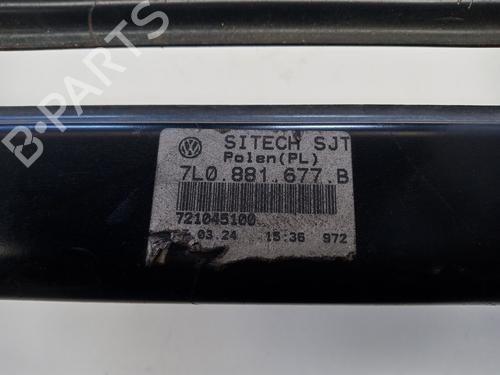 SITECH SJT
Polen(PL)
7L0.881.677.B
721045100
03.24 15:36 972
B-PARTS